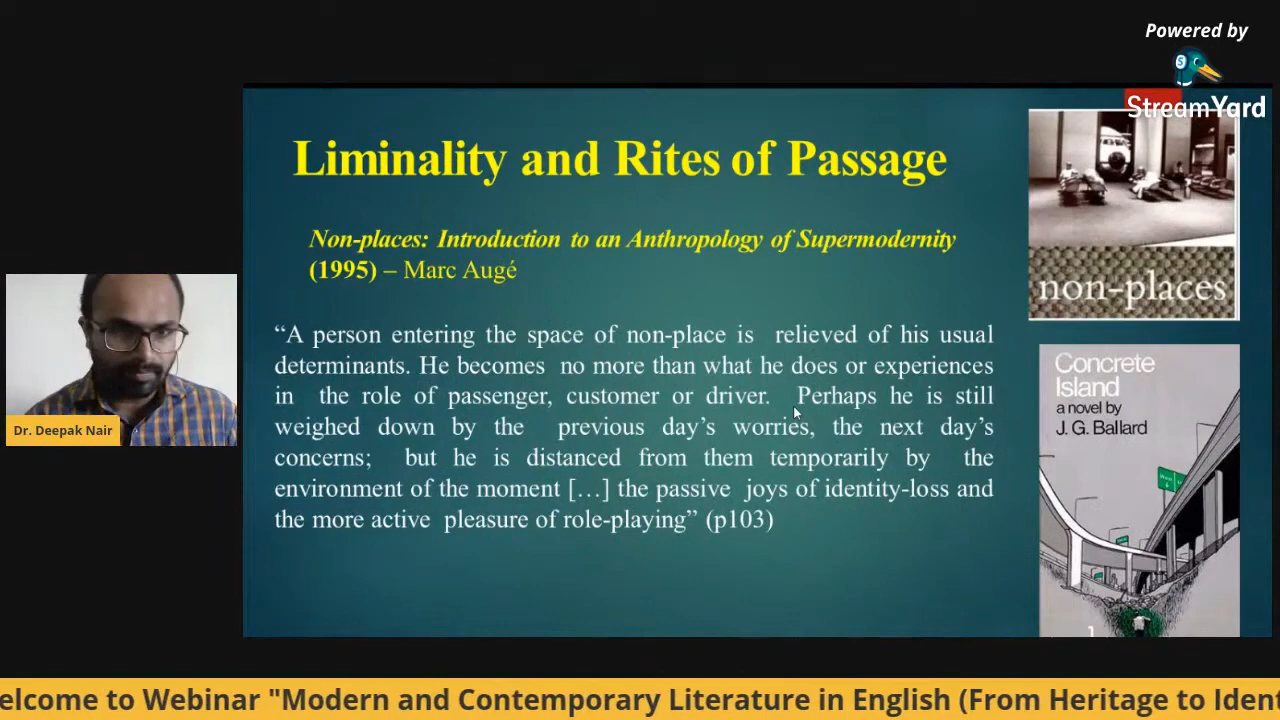 Powered by
StreamYard
Liminality and Rites of Passage
Non-places: Introduction to an Anthropology of Supermodernity
(1995) – Marc Augé
“A person entering the space of non-place is relieved of his usual
determinants. He becomes no more than what he does or experiences
in the role of passenger, customer or driver. Perhaps he is still
weighed down by the previous day’s worries, the next day’s
concerns; but he is distanced from them temporarily by the
environment of the moment […] the passive joys of identity-loss and
the more active pleasure of role-playing” (p103)
non-places
Concrete
Island
a novel by
J. G. Ballard
Dr. Deepak Nair
elcome to Webinar "Modern and Contemporary Literature in English (From Heritage to Ident